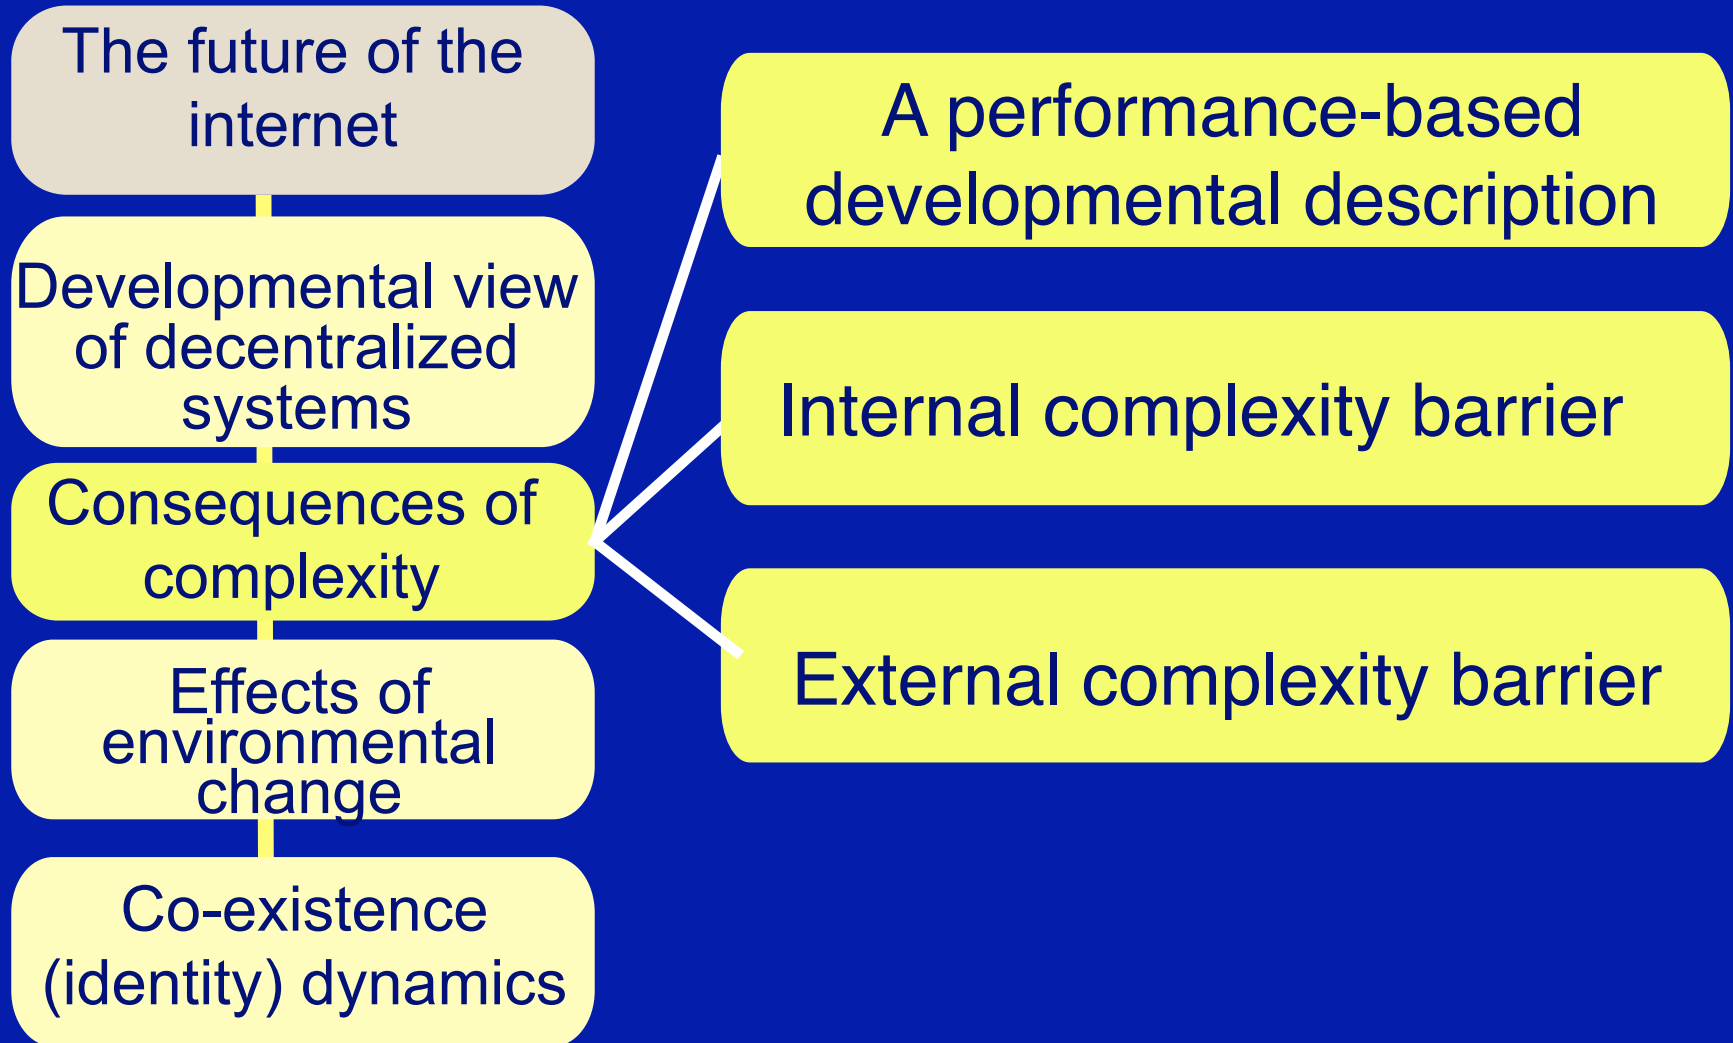 The future of the
internet
Developmental view
of decentralized
systems
Consequences of
complexity
Effects of
environmental
change
Co-existence
(identity) dynamics
A performance-based
developmental description
Internal complexity barrier
External complexity barrier